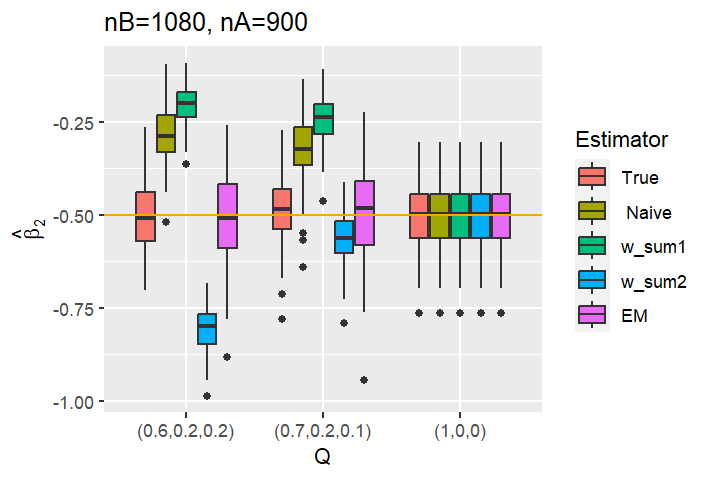 nB=1080, nA=900
-0.25
-0.50
-0.75
-1.00
β̂₂
(0.6,0.2,0.2) (0.7,0.2,0.1) (1,0,0)
Q
Estimator
True
Naive
w_sum1
w_sum2
EM